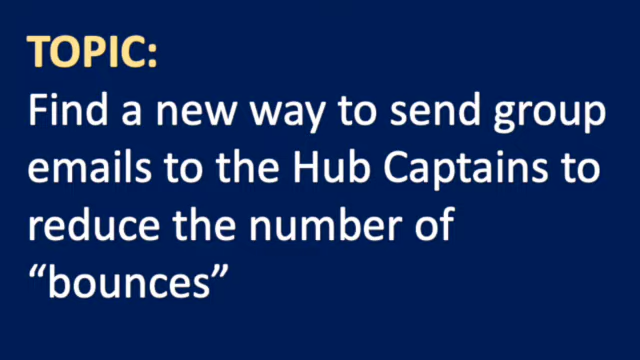 TOPIC:
Find a new way to send group
emails to the Hub Captains to
reduce the number of
“bounces”